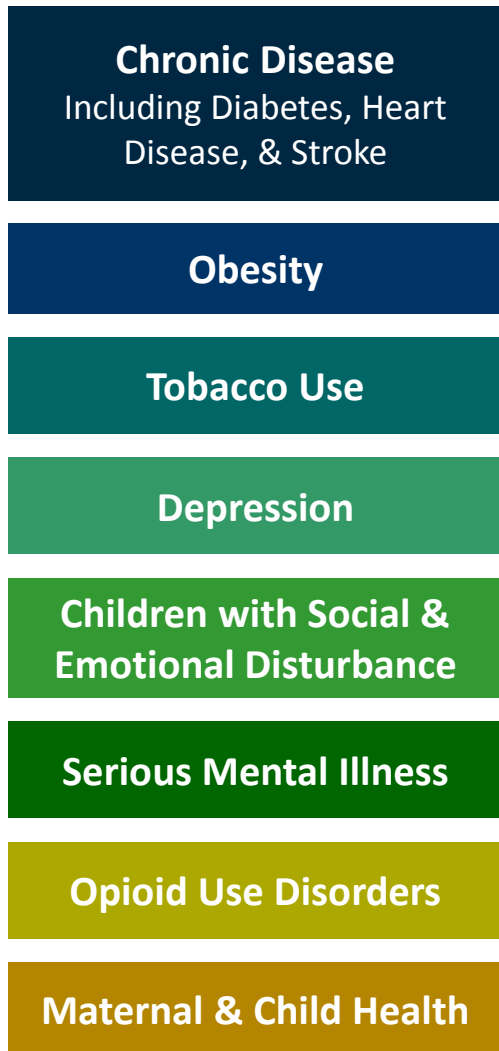 Chronic Disease
Including Diabetes, Heart
Disease, & Stroke
Obesity
Tobacco Use
Depression
Children with Social &
Emotional Disturbance
Serious Mental Illness
Opioid Use Disorders
Maternal & Child Health